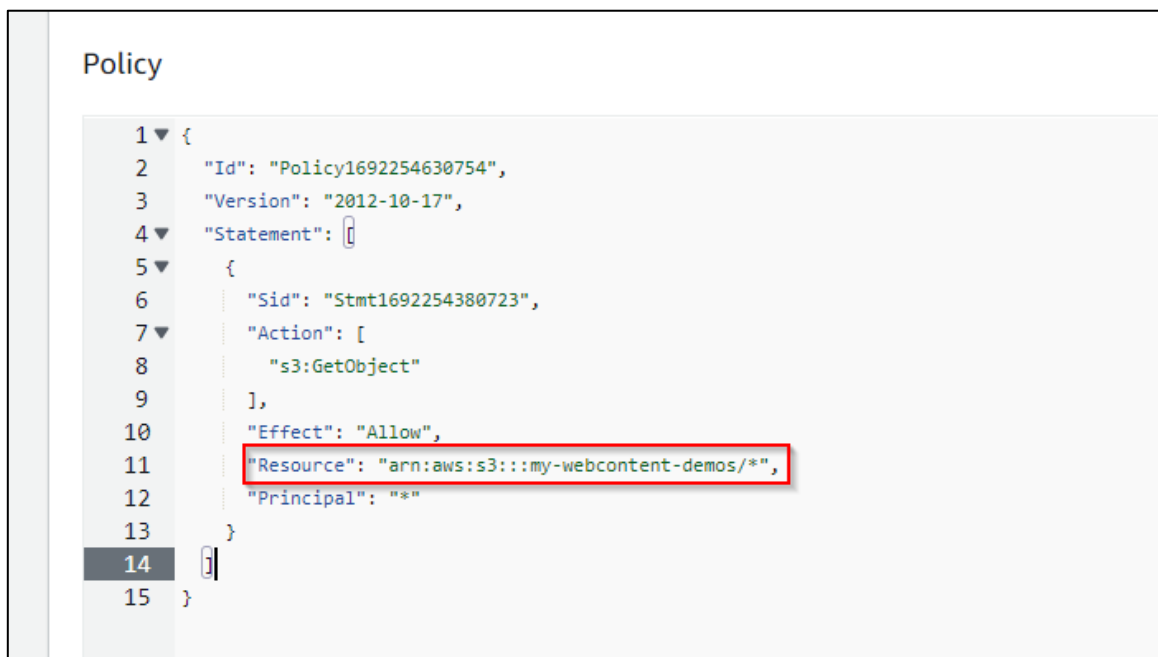 Policy
1 {
2 "Id": "Policy1692254630754",
3 "Version": "2012-10-17",
4 "Statement": [
5 {
6 "Sid": "Stmt1692254380723",
7 "Action": [
8 "s3:GetObject"
9 ],
10 "Effect": "Allow",
11 "Resource": "arn:aws:s3:::my-webcontent-demos/*",
12 "Principal": "*"
13 }
14 ]
15 }